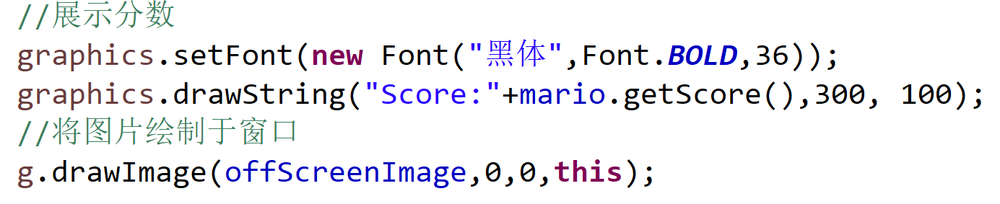 //展示分数
graphics.setFont(new Font("黑体",Font.BOLD,36));
graphics.drawString("Score:"+mario.getScore(),300, 100);
//将图片绘制于窗口
g.drawImage(offScreenImage,0,0,this);